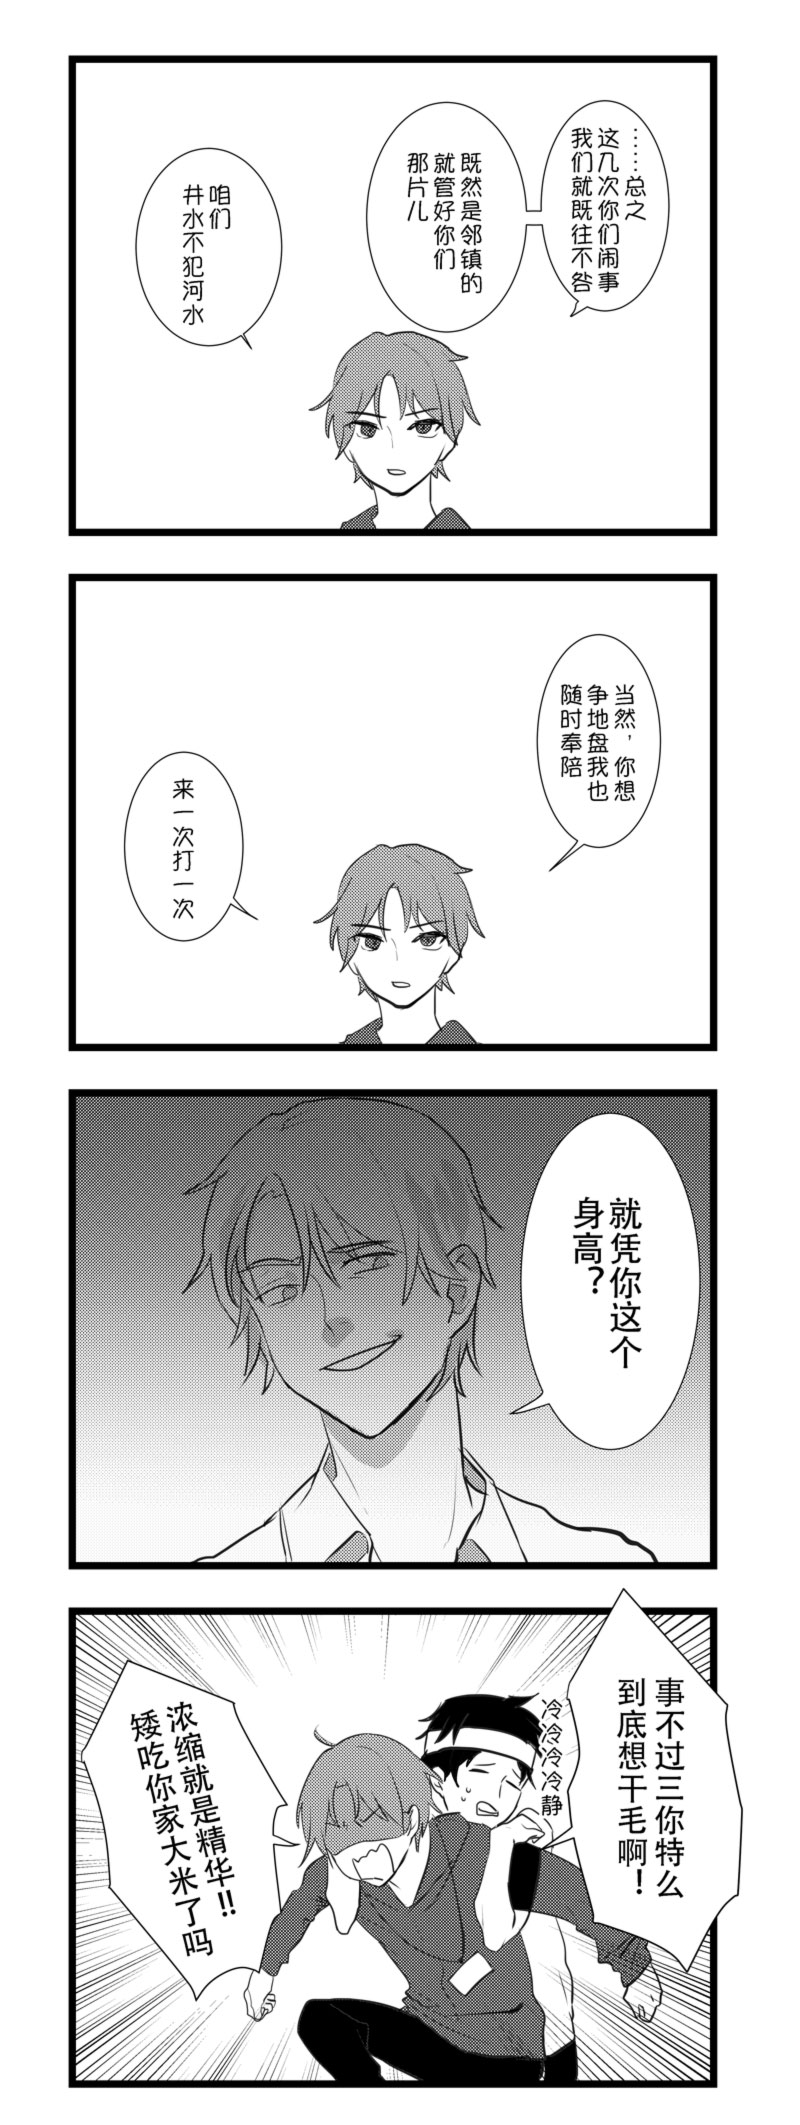 ……总之
这几次你们闹事
我们就既往不咎
既然是邻镇的
就管好你们
那片儿
咱们
井水不犯河水
当然，你想
争地盘我也
随时奉陪
来一次打一次
就凭你这个
身高？
事不过三你特么
到底想干毛啊！
冷冷冷冷静
浓缩就是精华!!
矮吃你家大米了吗